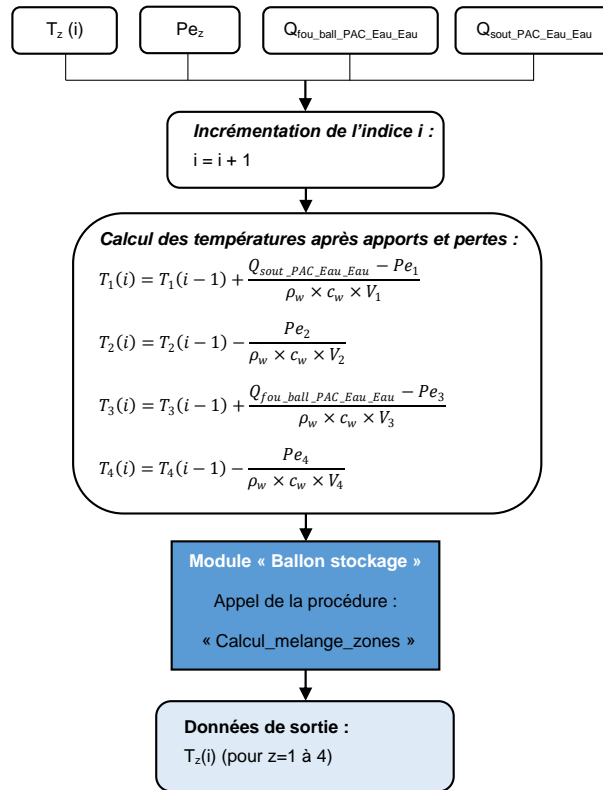 T_z (i)
Pe_z
Q_fou_ball_PAC_Eau_Eau
Q_sout_PAC_Eau_Eau
Incrémentation de l'indice i :
i = i + 1
Calcul des températures après apports et pertes :
T_1(i) = T_1(i − 1) + (Q_sout_PAC_Eau_Eau − Pe_1) / (ρ_w × c_w × V_1)
T_2(i) = T_2(i − 1) − Pe_2 / (ρ_w × c_w × V_2)
T_3(i) = T_3(i − 1) + (Q_fou_ball_PAC_Eau_Eau − Pe_3) / (ρ_w × c_w × V_3)
T_4(i) = T_4(i − 1) − Pe_4 / (ρ_w × c_w × V_4)
Module « Ballon stockage »
Appel de la procédure :
« Calcul_melange_zones »
Données de sortie :
T_z(i) (pour z=1 à 4)